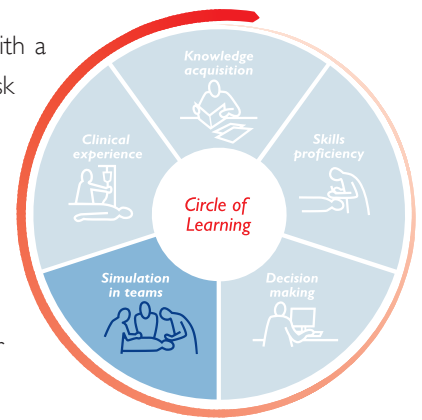 ith a
sk
Knowledge
acquisition
Skills
proficiency
Decision
making
Simulation
in teams
Clinical
experience
Circle of
Learning